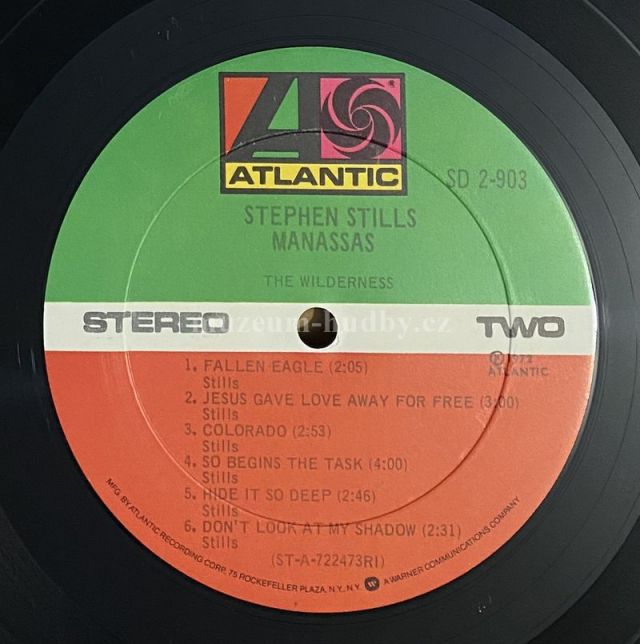 ATLANTIC
SD 2-903
STEPHEN STILLS
MANASSAS
THE WILDERNESS
STEREO
muzeum-hudby.cz
TWO
℗ 1972
ATLANTIC
1. FALLEN EAGLE (2:05)
Stills
2. JESUS GAVE LOVE AWAY FOR FREE (3:00)
Stills
3. COLORADO (2:53)
Stills
4. SO BEGINS THE TASK (4:00)
Stills
5. HIDE IT SO DEEP (2:46)
Stills
6. DON'T LOOK AT MY SHADOW (2:31)
Stills
(ST-A-722473RI)
MFG. BY ATLANTIC RECORDING CORP. 75 ROCKEFELLER PLAZA, N.Y., N.Y. A WARNER COMMUNICATIONS COMPANY